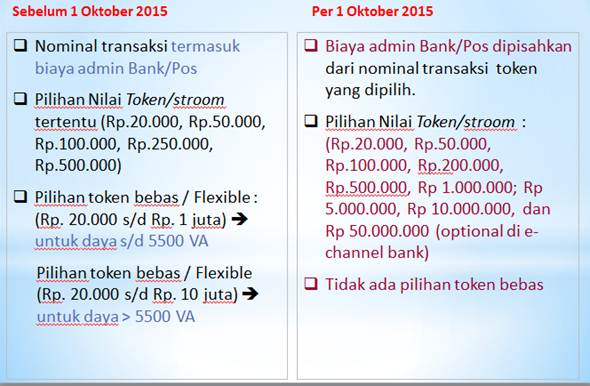 Sebelum 1 Oktober 2015
❑ Nominal transaksi termasuk
biaya admin Bank/Pos
❑ Pilihan Nilai Token/stroom
tertentu (Rp.20.000, Rp.50.000,
Rp.100.000, Rp.250.000,
Rp.500.000)
❑ Pilihan token bebas / Flexible :
(Rp. 20.000 s/d Rp. 1 juta) ➔
untuk daya s/d 5500 VA
Pilihan token bebas / Flexible
(Rp. 20.000 s/d Rp. 10 juta) ➔
untuk daya > 5500 VA
Per 1 Oktober 2015
❑ Biaya admin Bank/Pos dipisahkan
dari nominal transaksi token
yang dipilih.
❑ Pilihan Nilai Token/stroom :
(Rp.20.000, Rp.50.000,
Rp.100.000, Rp.200.000,
Rp.500.000, Rp 1.000.000; Rp
5.000.000, Rp 10.000.000, dan
Rp 50.000.000 (optional di e-
channel bank)
❑ Tidak ada pilihan token bebas